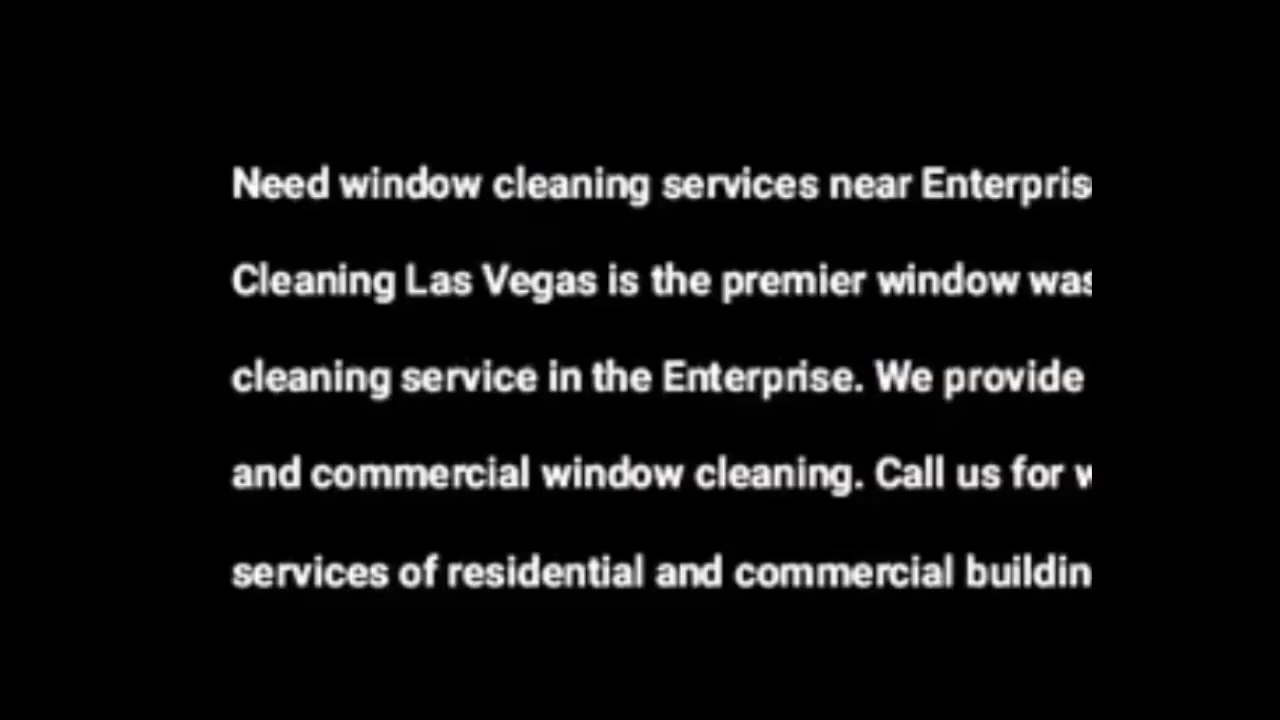 Need window cleaning services near Enterpris
Cleaning Las Vegas is the premier window was
cleaning service in the Enterprise. We provide
and commercial window cleaning. Call us for w
services of residential and commercial buildin